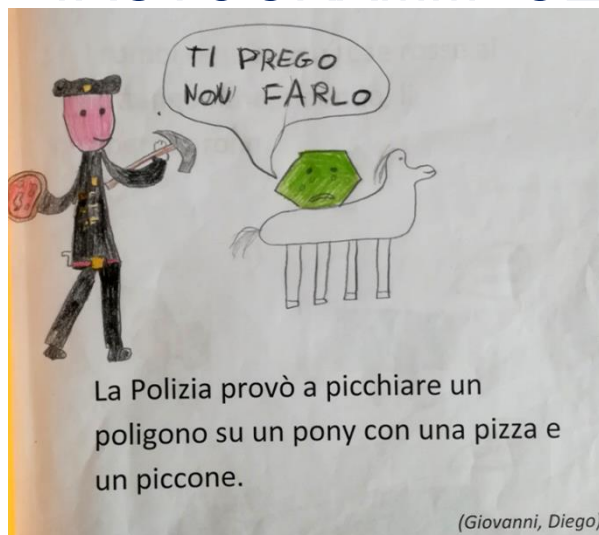 TI PREGO
NON FARLO
La Polizia provò a picchiare un
poligono su un pony con una pizza e
un piccone.
(Giovanni, Diego)